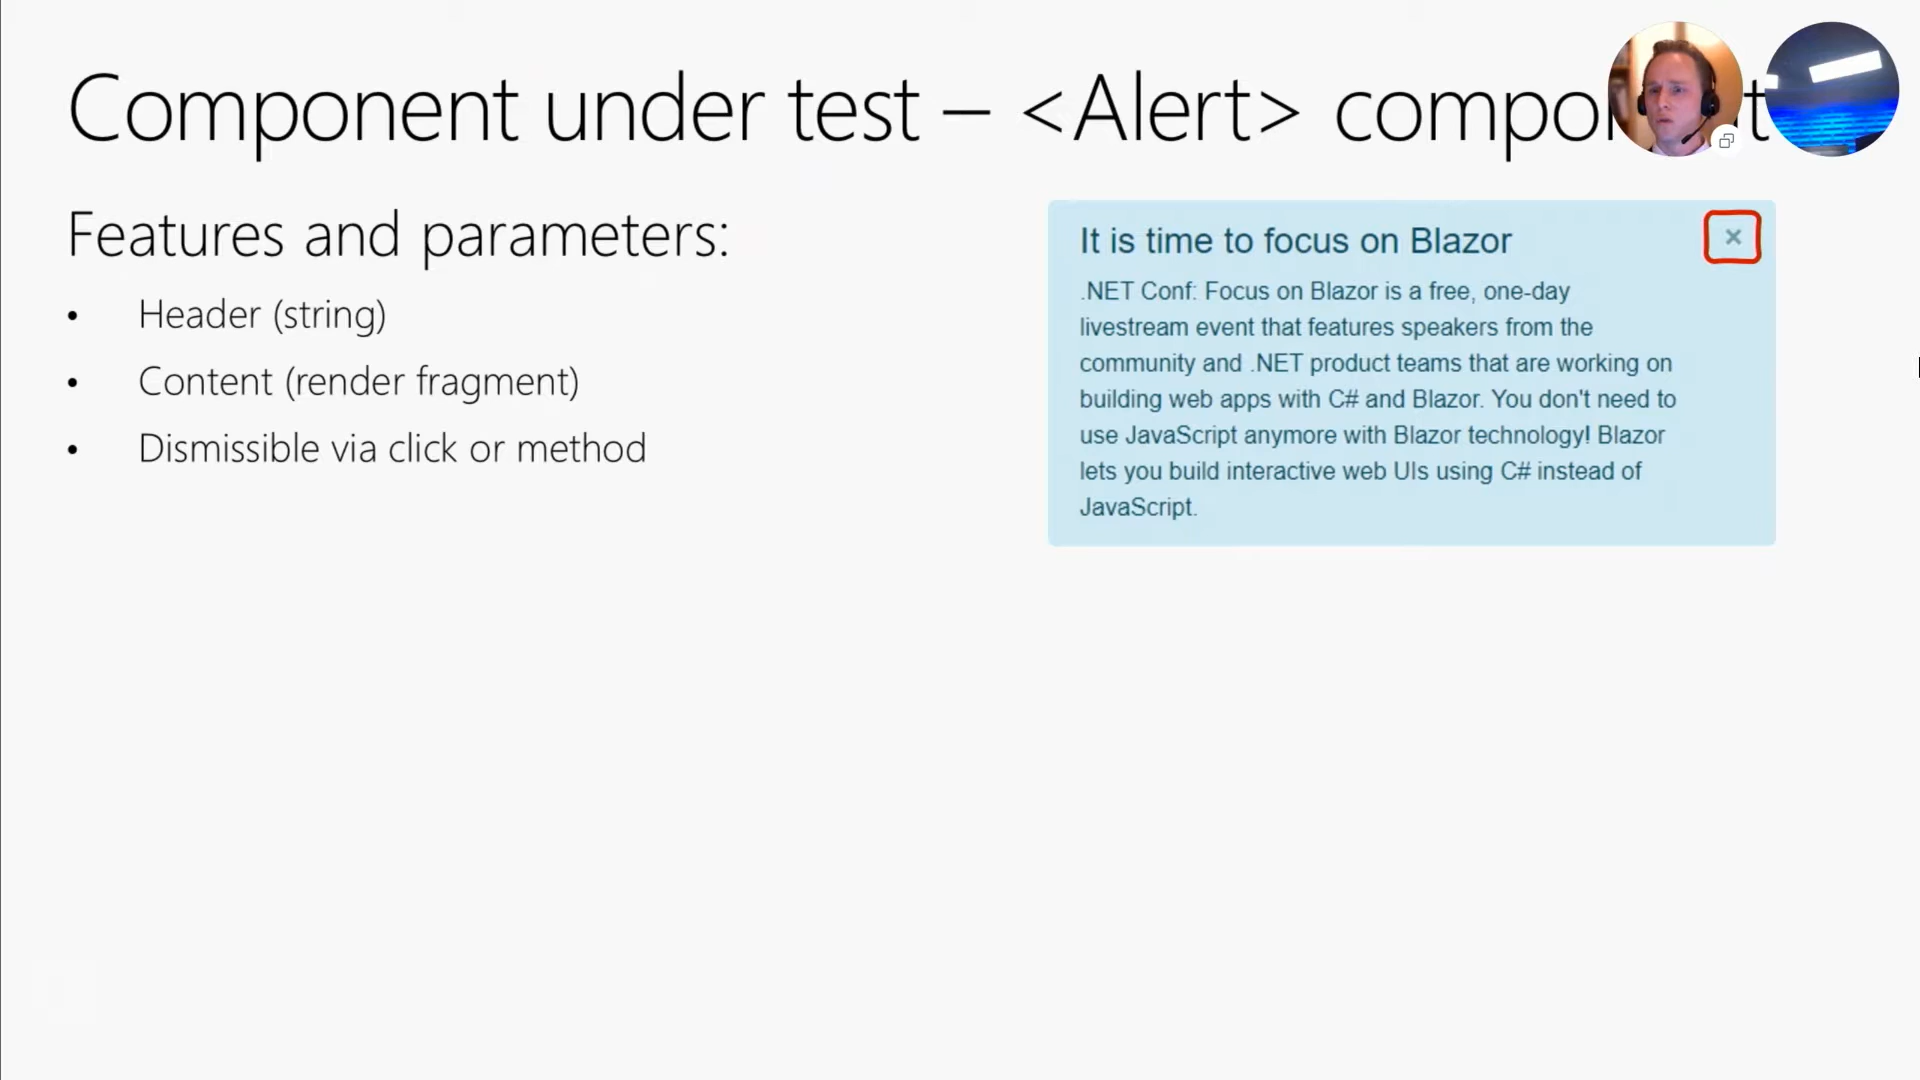 Component under test – <Alert> compo t
Features and parameters:
• Header (string)
• Content (render fragment)
• Dismissible via click or method
It is time to focus on Blazor
×
.NET Conf: Focus on Blazor is a free, one-day
livestream event that features speakers from the
community and .NET product teams that are working on
building web apps with C# and Blazor. You don't need to
use JavaScript anymore with Blazor technology! Blazor
lets you build interactive web UIs using C# instead of
JavaScript.